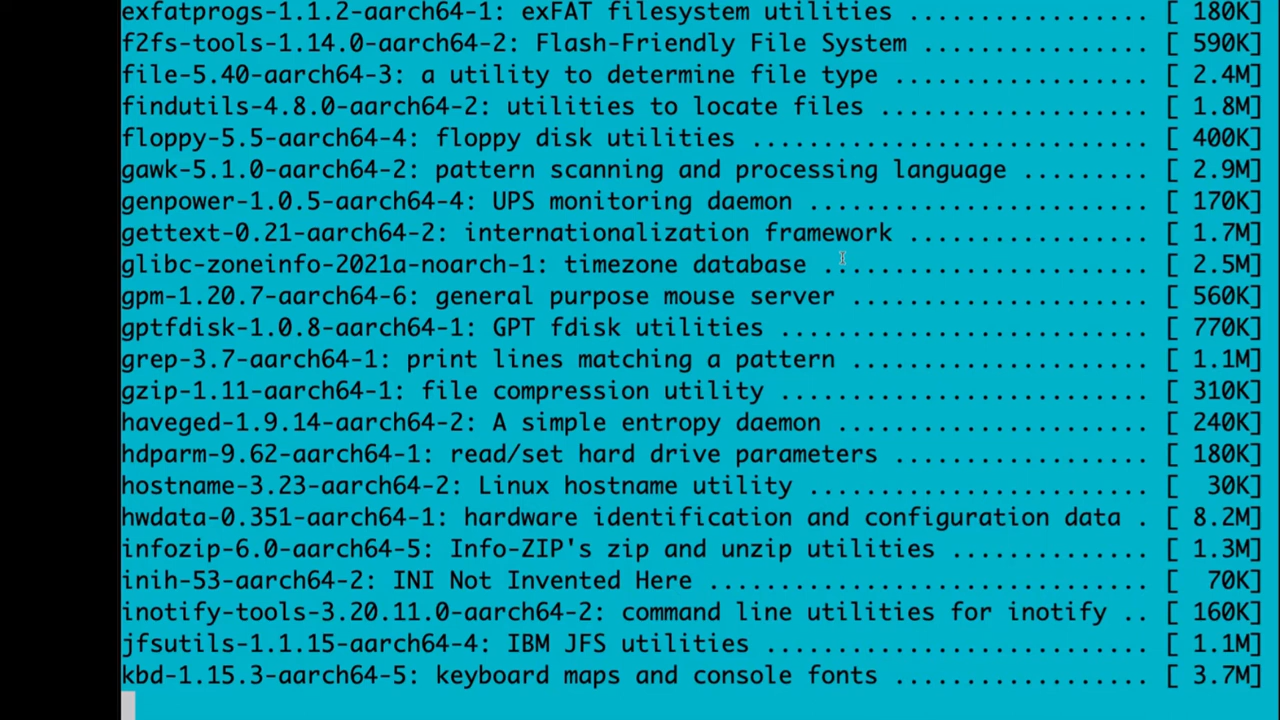 exfatprogs-1.1.2-aarch64-1: exFAT filesystem utilities ................. [ 180K]
f2fs-tools-1.14.0-aarch64-2: Flash-Friendly File System ................ [ 590K]
file-5.40-aarch64-3: a utility to determine file type .................. [ 2.4M]
findutils-4.8.0-aarch64-2: utilities to locate files ................... [ 1.8M]
floppy-5.5-aarch64-4: floppy disk utilities ............................ [ 400K]
gawk-5.1.0-aarch64-2: pattern scanning and processing language ......... [ 2.9M]
genpower-1.0.5-aarch64-4: UPS monitoring daemon ........................ [ 170K]
gettext-0.21-aarch64-2: internationalization framework ................. [ 1.7M]
glibc-zoneinfo-2021a-noarch-1: timezone database ....................... [ 2.5M]
gpm-1.20.7-aarch64-6: general purpose mouse server ..................... [ 560K]
gptfdisk-1.0.8-aarch64-1: GPT fdisk utilities .......................... [ 770K]
grep-3.7-aarch64-1: print lines matching a pattern ..................... [ 1.1M]
gzip-1.11-aarch64-1: file compression utility .......................... [ 310K]
haveged-1.9.14-aarch64-2: A simple entropy daemon ...................... [ 240K]
hdparm-9.62-aarch64-1: read/set hard drive parameters .................. [ 180K]
hostname-3.23-aarch64-2: Linux hostname utility ........................ [  30K]
hwdata-0.351-aarch64-1: hardware identification and configuration data . [ 8.2M]
infozip-6.0-aarch64-5: Info-ZIP's zip and unzip utilities .............. [ 1.3M]
inih-53-aarch64-2: INI Not Invented Here ............................... [  70K]
inotify-tools-3.20.11.0-aarch64-2: command line utilities for inotify .. [ 160K]
jfsutils-1.1.15-aarch64-4: IBM JFS utilities ........................... [ 1.1M]
kbd-1.15.3-aarch64-5: keyboard maps and console fonts .................. [ 3.7M]